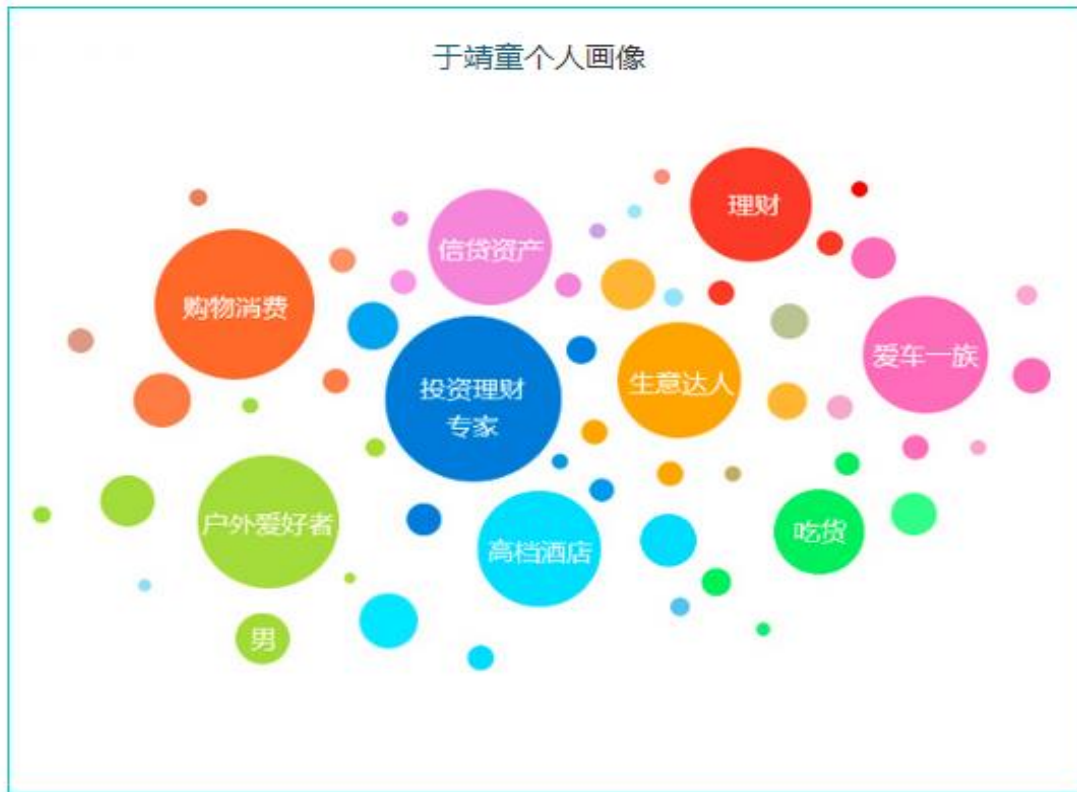 于靖童个人画像
理财
信贷资产
购物消费
爱车一族
投资理财
专家
生意达人
户外爱好者
高档酒店
吃货
男